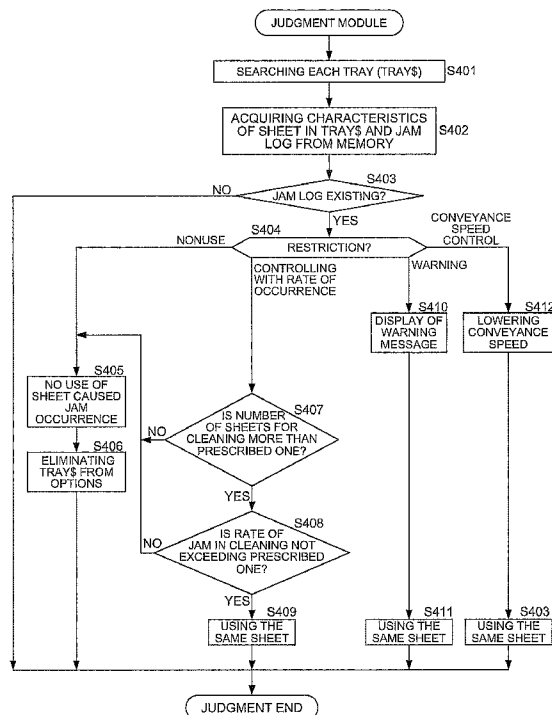 JUDGMENT MODULE
SEARCHING EACH TRAY (TRAY$)
S401
ACQUIRING CHARACTERISTICS
OF SHEET IN TRAY$ AND JAM
LOG FROM MEMORY
S402
S403
NO
JAM LOG EXISTING?
YES
S404
NONUSE
RESTRICTION?
CONVEYANCE
SPEED
CONTROL
CONTROLLING
WITH RATE OF
OCCURRENCE
WARNING
S410
DISPLAY OF
WARNING
MESSAGE
S412
LOWERING
CONVEYANCE
SPEED
S405
NO USE OF
SHEET CAUSED
JAM
OCCURRENCE
S406
ELIMINATING
TRAY$ FROM
OPTIONS
S407
IS NUMBER
OF SHEETS FOR
CLEANING MORE THAN
PRESCRIBED ONE?
NO
YES
S408
IS RATE OF
JAM IN CLEANING NOT
EXCEEDING PRESCRIBED
ONE?
NO
YES
S409
USING THE
SAME SHEET
S411
USING THE
SAME SHEET
S403
USING THE
SAME SHEET
JUDGMENT END